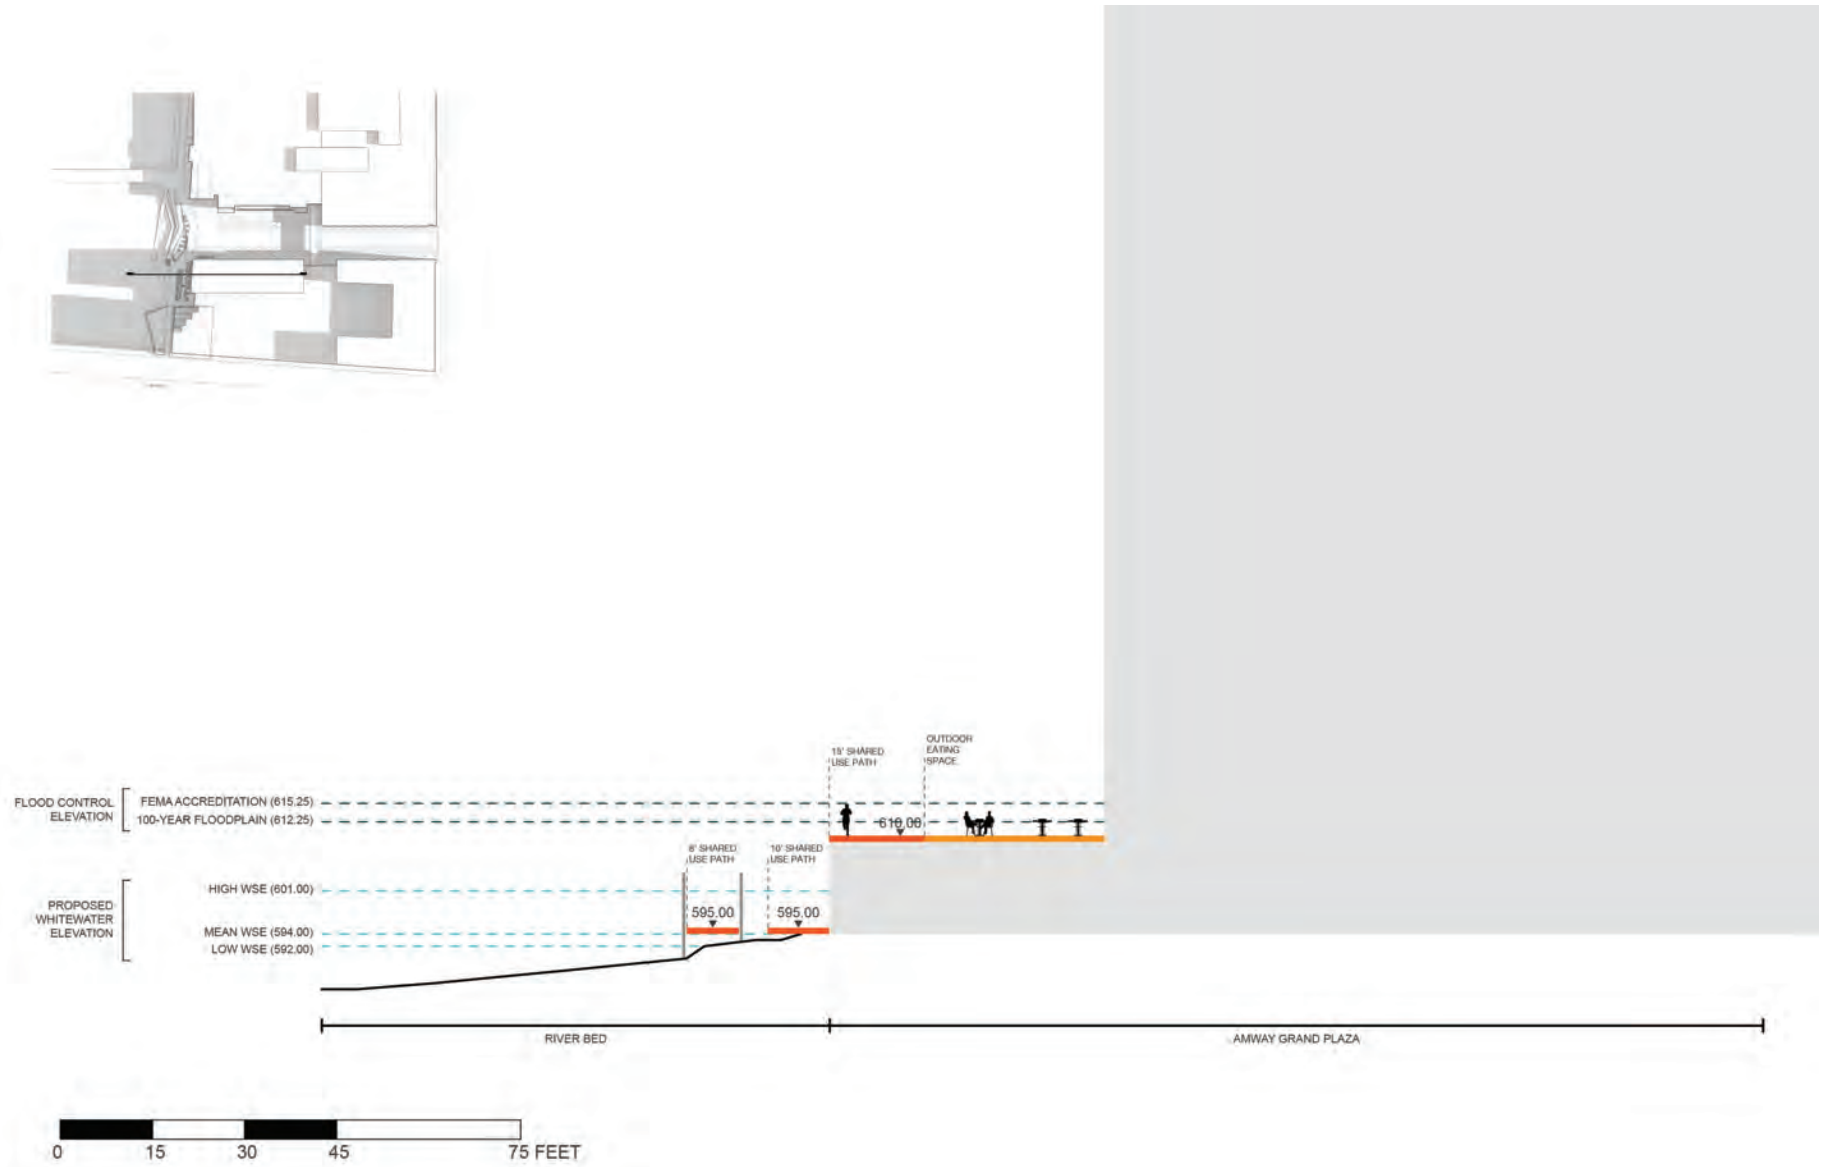 15' SHARED
USE PATH
OUTDOOR
EATING
SPACE
FLOOD CONTROL
ELEVATION
FEMA ACCREDITATION (615.25)
100-YEAR FLOODPLAIN (612.25)
610.00
8' SHARED
USE PATH
10' SHARED
USE PATH
PROPOSED
WHITEWATER
ELEVATION
HIGH WSE (601.00)
MEAN WSE (594.00)
LOW WSE (592.00)
595.00
595.00
RIVER BED
AMWAY GRAND PLAZA
0 15 30 45 75 FEET